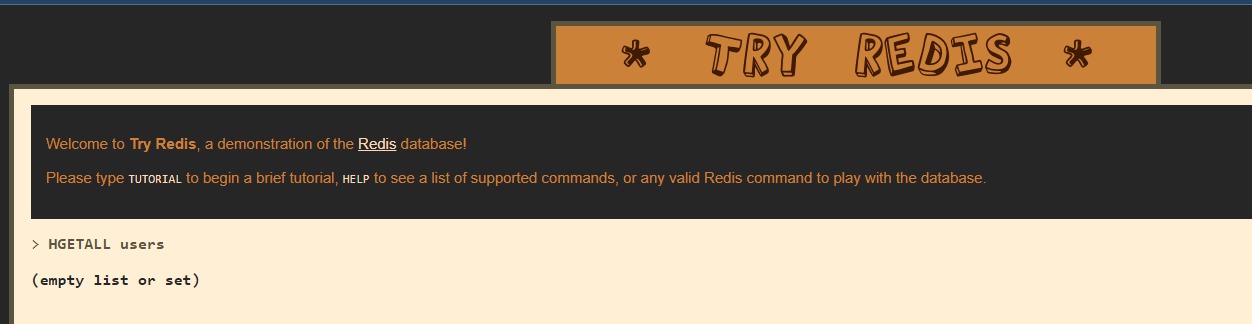 * TRY REDIS *
Welcome to Try Redis, a demonstration of the Redis database!
Please type TUTORIAL to begin a brief tutorial, HELP to see a list of supported commands, or any valid Redis command to play with the database.
> HGETALL users
(empty list or set)